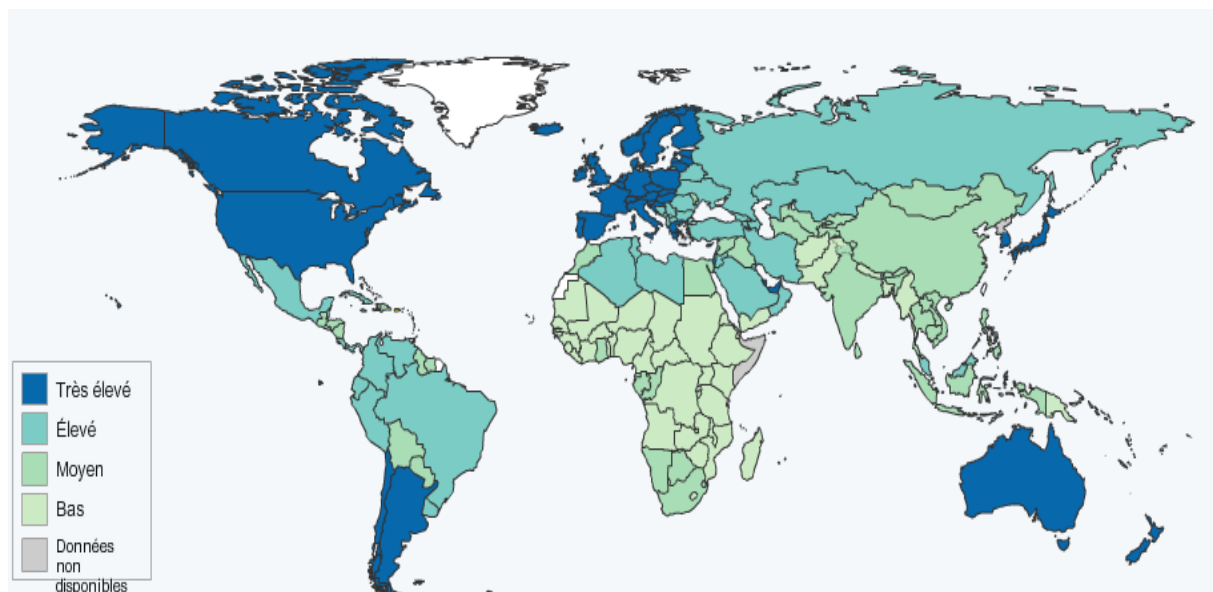 Très élevé
Élevé
Moyen
Bas
Données
non
disponibles